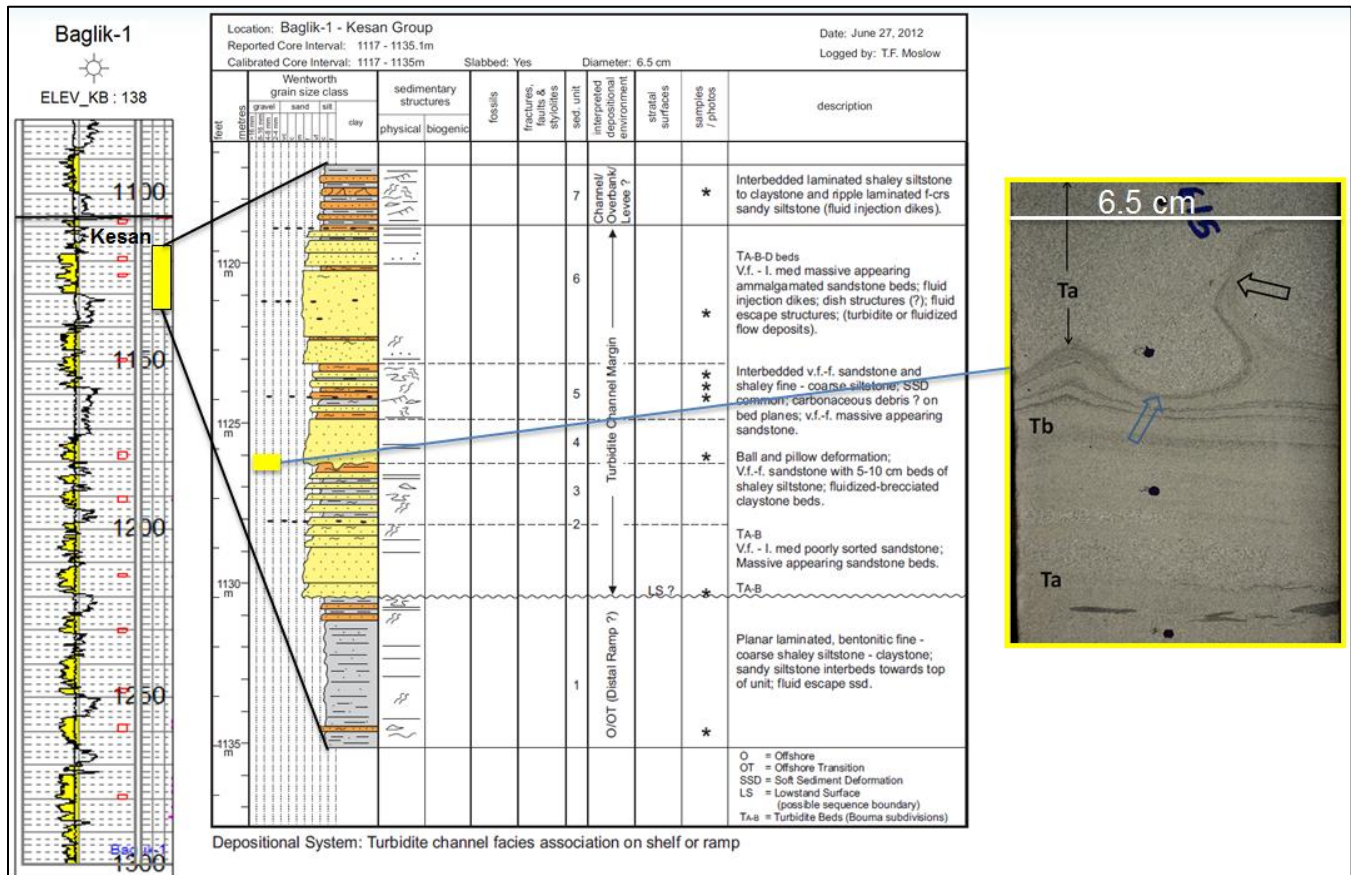 Baglik-1
ELEV_KB : 138
1100
Kesan
1150
1200
1250
1300
Location: Baglik-1 - Kesan Group
Reported Core Interval: 1117 - 1135.1m
Calibrated Core Interval: 1117 - 1135m
Slabbed: Yes
Diameter: 6.5 cm
Date: June 27, 2012
Logged by: T.F. Moslow
feet
metres
Wentworth
grain size class
gravel
sand
silt
clay
sedimentary
structures
physical
biogenic
fossils
fractures,
faults &
stylolites
sed. unit
interpreted
depositional
environment
stratal
surfaces
samples
/ photos
description
1120
m
1125
m
1130
m
1135
m
7
6
5
4
3
2
1
Channel/
Overbank/
Levee ?
Turbidite Channel Margin
O/OT (Distal Ramp ?)
LS ?
Interbedded laminated shaley siltstone
to claystone and ripple laminated f-crs
sandy siltstone (fluid injection dikes).
TA-B-D beds
V.f. - l. med massive appearing
ammalgamated sandstone beds; fluid
injection dikes; dish structures (?); fluid
escape structures; (turbidite or fluidized
flow deposits).
Interbedded v.f.-f. sandstone and
shaley fine - coarse siltstone; SSD
common; carbonaceous debris ? on
bed planes; v.f.-f. massive appearing
sandstone.
Ball and pillow deformation;
V.f.-f. sandstone with 5-10 cm beds of
shaley siltstone; fluidized-brecciated
claystone beds.
TA-B
V.f. - l. med poorly sorted sandstone;
Massive appearing sandstone beds.
TA-B
Planar laminated, bentonitic fine -
coarse shaley siltstone - claystone;
sandy siltstone interbeds towards top
of unit; fluid escape ssd.
O = Offshore
OT = Offshore Transition
SSD = Soft Sediment Deformation
LS = Lowstand Surface
(possible sequence boundary)
TA-B = Turbidite Beds (Bouma subdivisions)
Depositional System: Turbidite channel facies association on shelf or ramp
6.5 cm
Ta
Tb
Ta